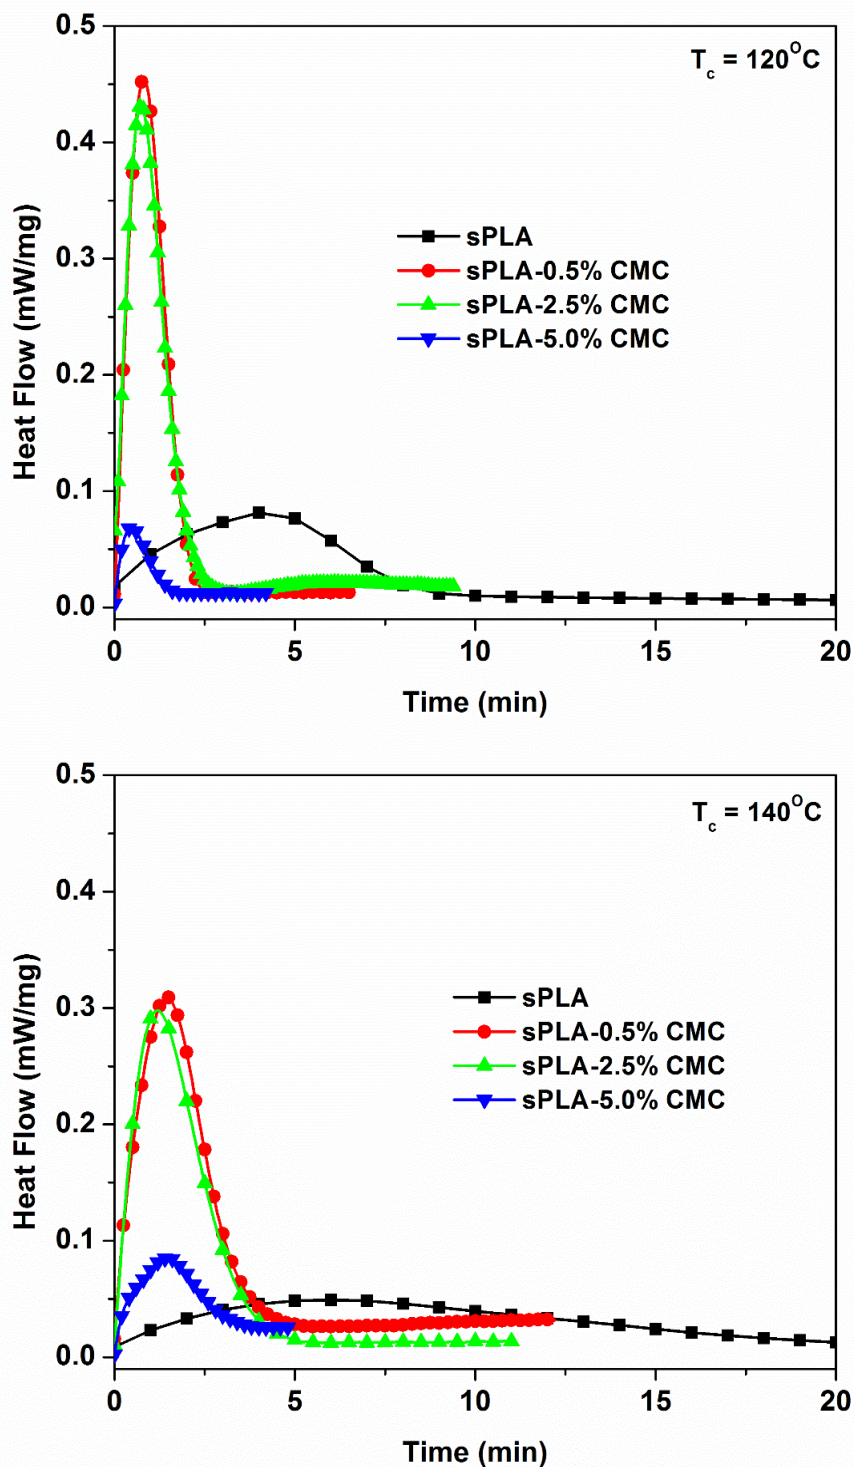 0.5
T_c = 120°C
0.4
sPLA
0.3
sPLA-0.5% CMC
sPLA-2.5% CMC
sPLA-5.0% CMC
0.2
0.1
0.0
Heat Flow (mW/mg)
0 5 10 15 20
Time (min)
0.5
T_c = 140°C
0.4
0.3
sPLA
sPLA-0.5% CMC
sPLA-2.5% CMC
0.2
sPLA-5.0% CMC
0.1
0.0
Heat Flow (mW/mg)
0 5 10 15 20
Time (min)